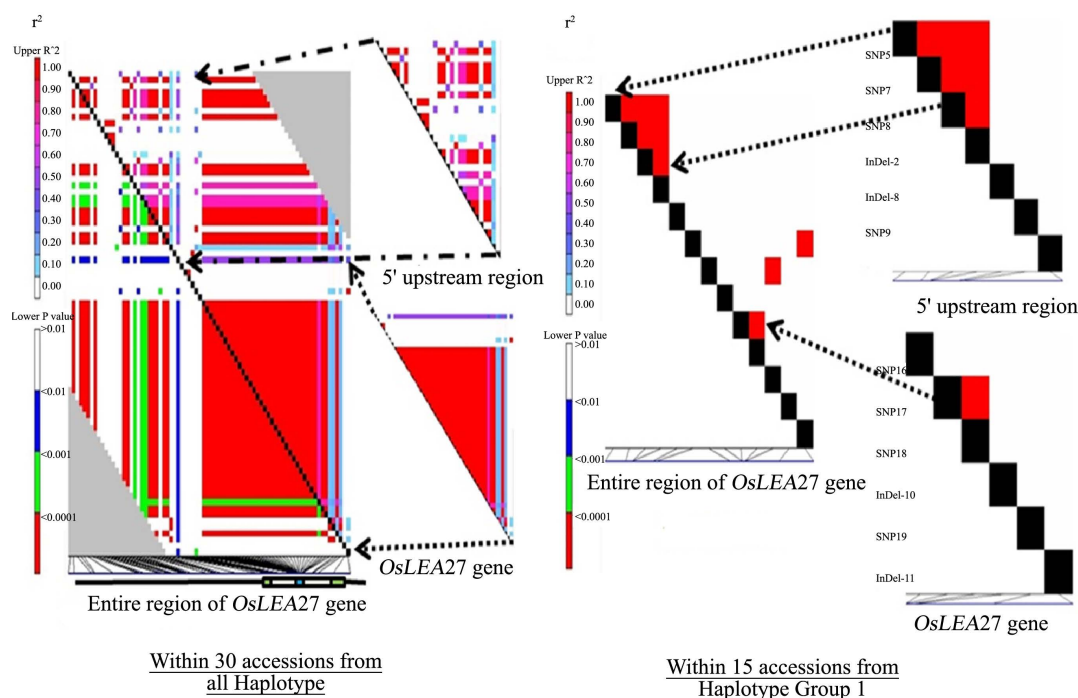 r²
Upper R^2
1.00
0.90
0.80
0.70
0.60
0.50
0.40
0.30
0.20
0.10
0.00
Lower P value
>0.01
<0.01
<0.001
<0.0001
5' upstream region
OsLEA27 gene
Entire region of OsLEA27 gene
Within 30 accessions from
all Haplotype
r²
Upper R^2
1.00
0.90
0.80
0.70
0.60
0.50
0.40
0.30
0.20
0.10
0.00
Lower P value
>0.01
<0.01
<0.001
<0.0001
Entire region of OsLEA27 gene
SNP5
SNP7
SNP8
InDel-2
InDel-8
SNP9
5' upstream region
SNP16
SNP17
SNP18
InDel-10
SNP19
InDel-11
OsLEA27 gene
Within 15 accessions from
Haplotype Group 1